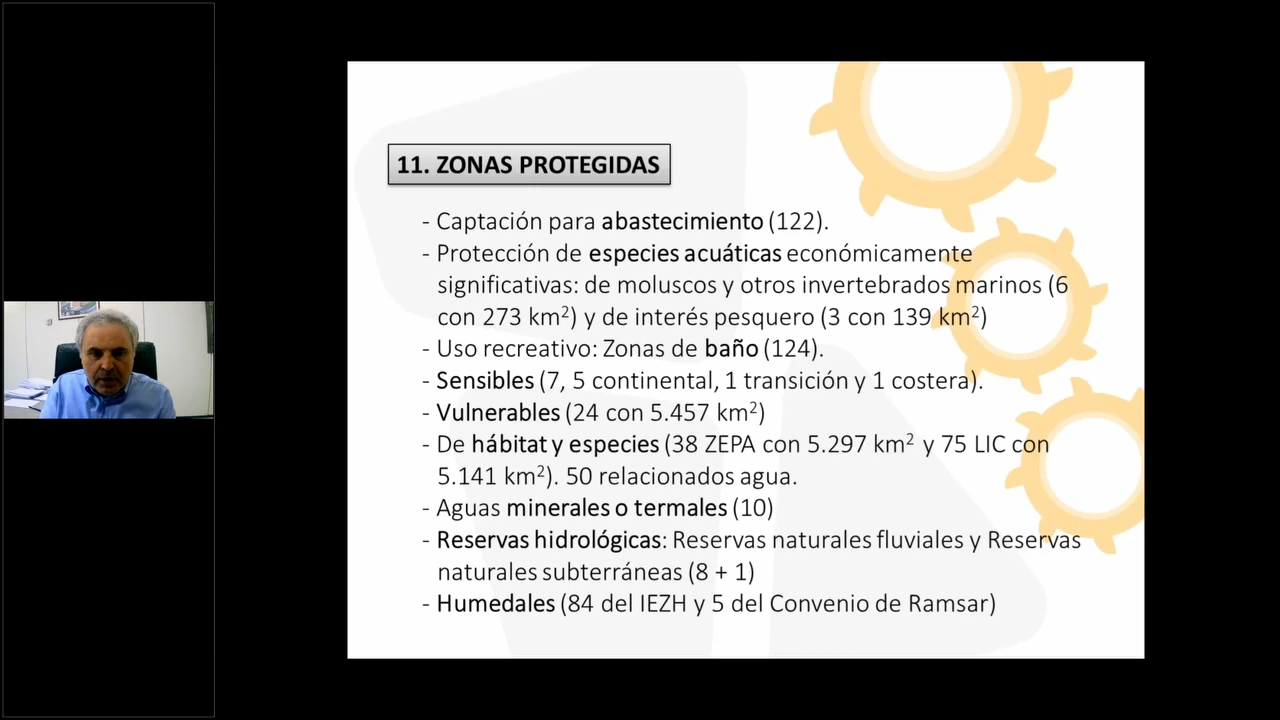 11. ZONAS PROTEGIDAS
- Captación para abastecimiento (122).
- Protección de especies acuáticas económicamente
significativas: de moluscos y otros invertebrados marinos (6
con 273 km²) y de interés pesquero (3 con 139 km²)
- Uso recreativo: Zonas de baño (124).
- Sensibles (7, 5 continental, 1 transición y 1 costera).
- Vulnerables (24 con 5.457 km²)
- De hábitat y especies (38 ZEPA con 5.297 km² y 75 LIC con
5.141 km²). 50 relacionados agua.
- Aguas minerales o termales (10)
- Reservas hidrológicas: Reservas naturales fluviales y Reservas
naturales subterráneas (8 + 1)
- Humedales (84 del IEZH y 5 del Convenio de Ramsar)